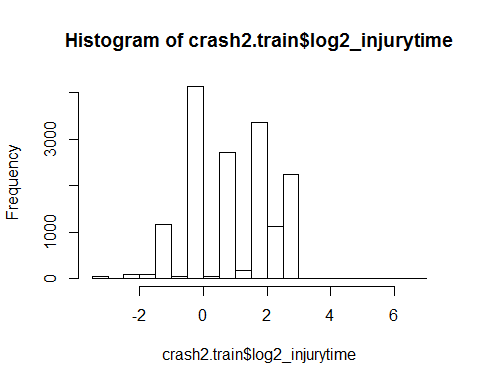 Histogram of crash2.train$log2_injurytime
Frequency
3000
1000
0
-2 0 2 4 6
crash2.train$log2_injurytime